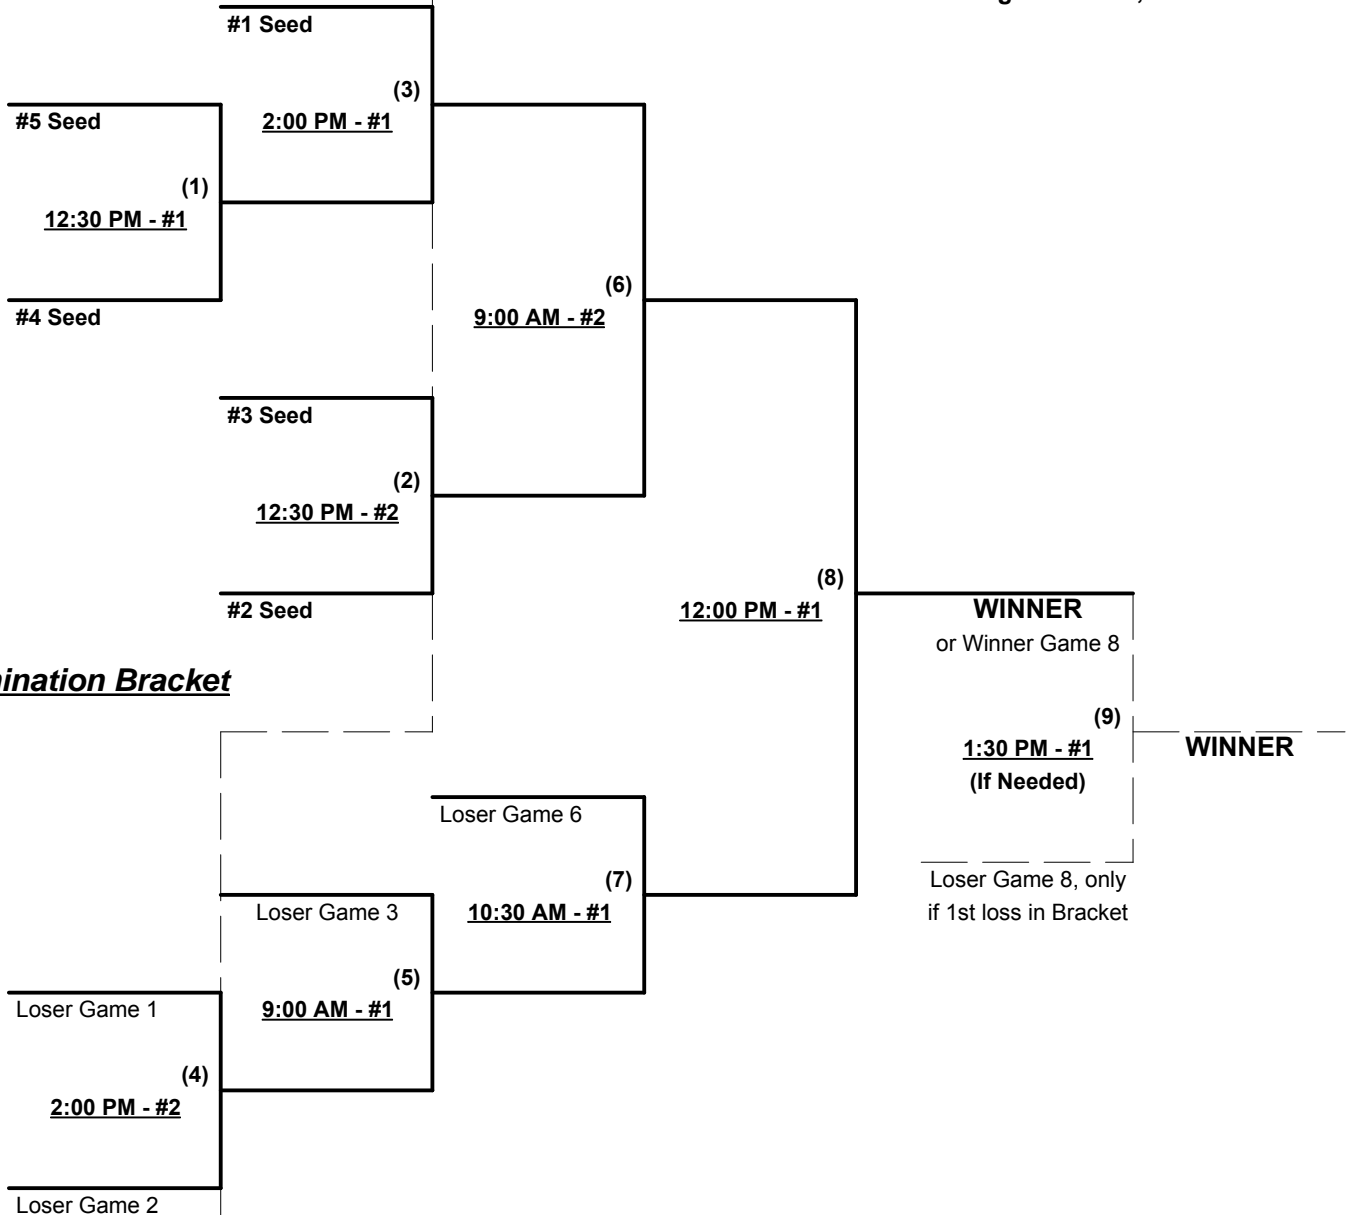 #1 Seed
(3)
2:00 PM - #1
#5 Seed
(1)
12:30 PM - #1
#4 Seed
(6)
9:00 AM - #2
#3 Seed
(2)
12:30 PM - #2
#2 Seed
(8)
12:00 PM - #1
WINNER
or Winner Game 8
(9)
1:30 PM - #1
(If Needed)
WINNER
Loser Game 8, only
if 1st loss in Bracket
Bracket
Loser Game 6
(7)
10:30 AM - #1
Loser Game 3
(5)
9:00 AM - #1
Loser Game 1
(4)
2:00 PM - #2
Loser Game 2